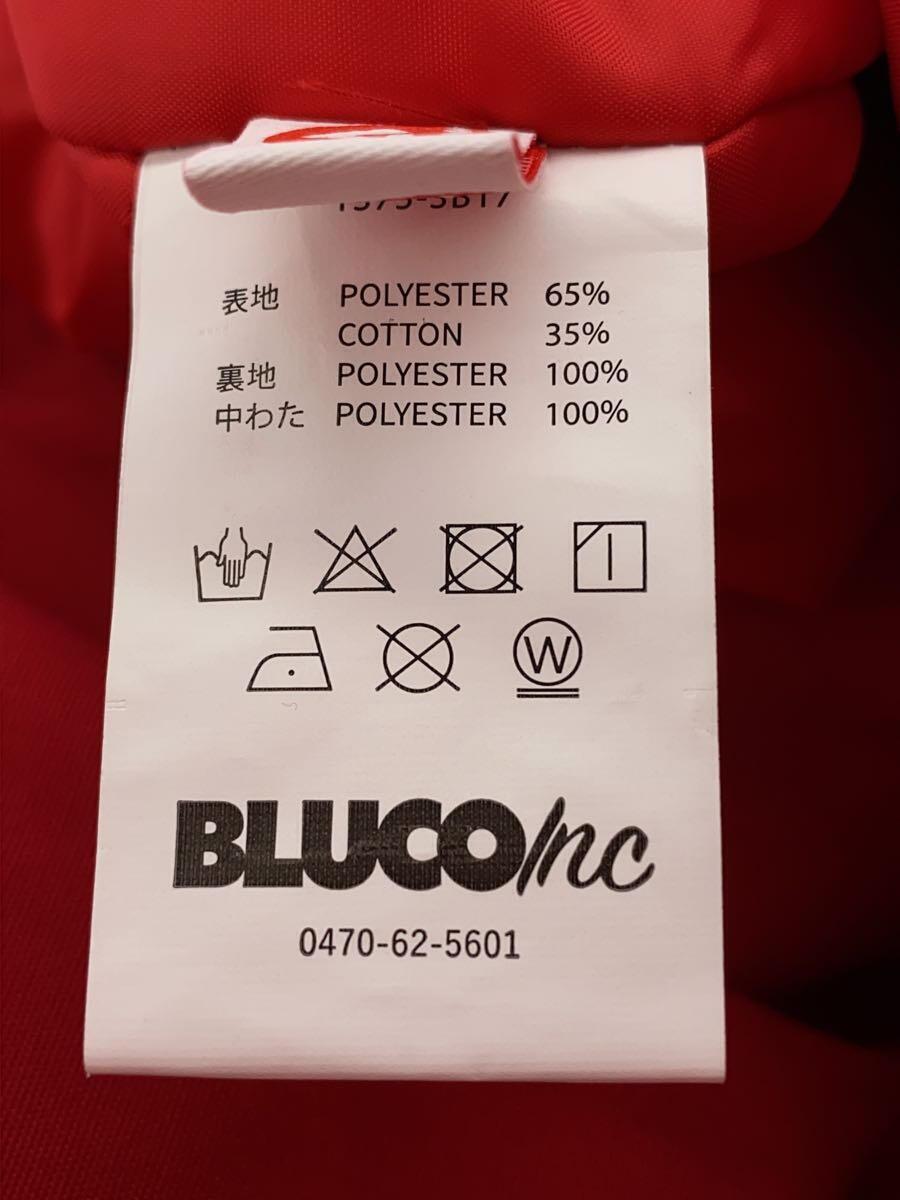 表地 POLYESTER 65%
COTTON 35%
裏地 POLYESTER 100%
中わた POLYESTER 100%
W
BLUCO Inc
0470-62-5601